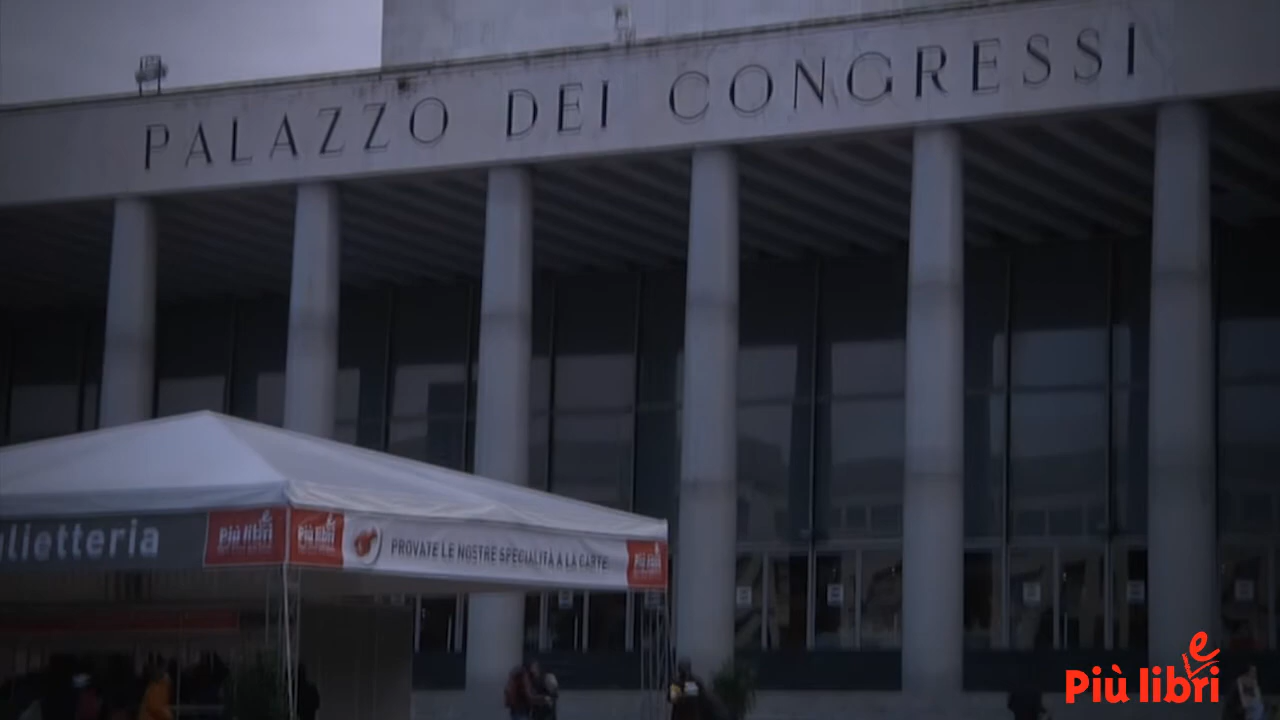 PALAZZO DEI CONGRESSI
lietteria
Più libri
Più libri
PROVATE LE NOSTRE SPECIALITÀ A LA CARTE
Più libri